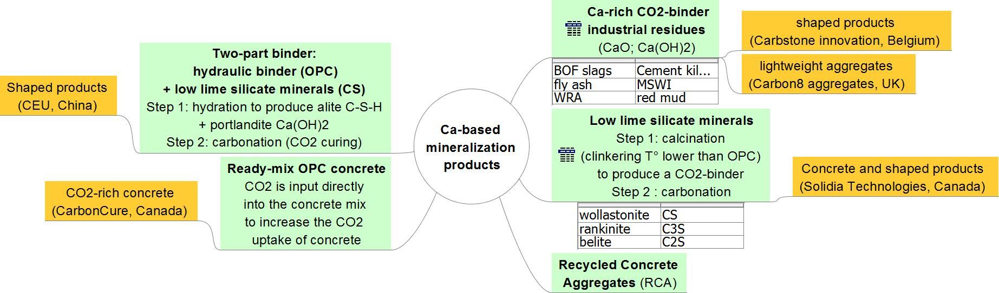 Ca-based
mineralization
products
Two-part binder:
hydraulic binder (OPC)
+ low lime silicate minerals (CS)
Step 1: hydration to produce alite C-S-H
+ portlandite Ca(OH)2
Step 2: carbonation (CO2 curing)
Shaped products
(CEU, China)
Ready-mix OPC concrete
CO2 is input directly
into the concrete mix
to increase the CO2
uptake of concrete
CO2-rich concrete
(CarbonCure, Canada)
Ca-rich CO2-binder
industrial residues
(CaO; Ca(OH)2)
BOF slags Cement kil...
fly ash MSWI
WRA red mud
shaped products
(Carbstone innovation, Belgium)
lightweight aggregates
(Carbon8 aggregates, UK)
Low lime silicate minerals
Step 1: calcination
(clinkering T° lower than OPC)
to produce a CO2-binder
Step 2 : carbonation
wollastonite CS
rankinite C3S
belite C2S
Concrete and shaped products
(Solidia Technologies, Canada)
Recycled Concrete
Aggregates (RCA)